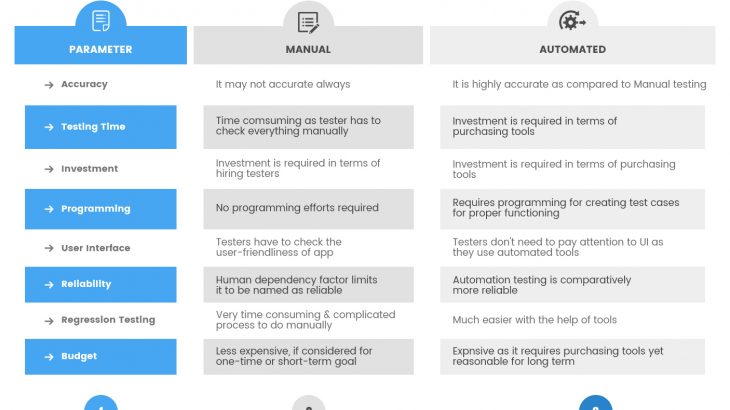 PARAMETER MANUAL AUTOMATED
Accuracy It may not accurate always It is highly accurate as compared to Manual testing
Testing Time
Time comsuming as tester has to
check everything manually
Investment is required in terms of
purchasing tools
Investment
Investment is required in terms of
hiring testers
Investment is required in terms of purchasing
tools
Programming
No programming efforts required
Requires programming for creating test cases
for proper functioning
User Interface
Testers have to check the
user-friendliness of app
Testers don't need to pay attention to UI as
they use automated tools
Reliability
Human dependency factor limits
it to be named as reliable
Automation testing is comparatively
more reliable
Regression Testing
Very time consuming & complicated
process to do manually
Much easier with the help of tools
Budget
Less expensive, if considered for
one-time or short-term goal
Expnsive as it requires purchasing tools yet
reasonable for long term